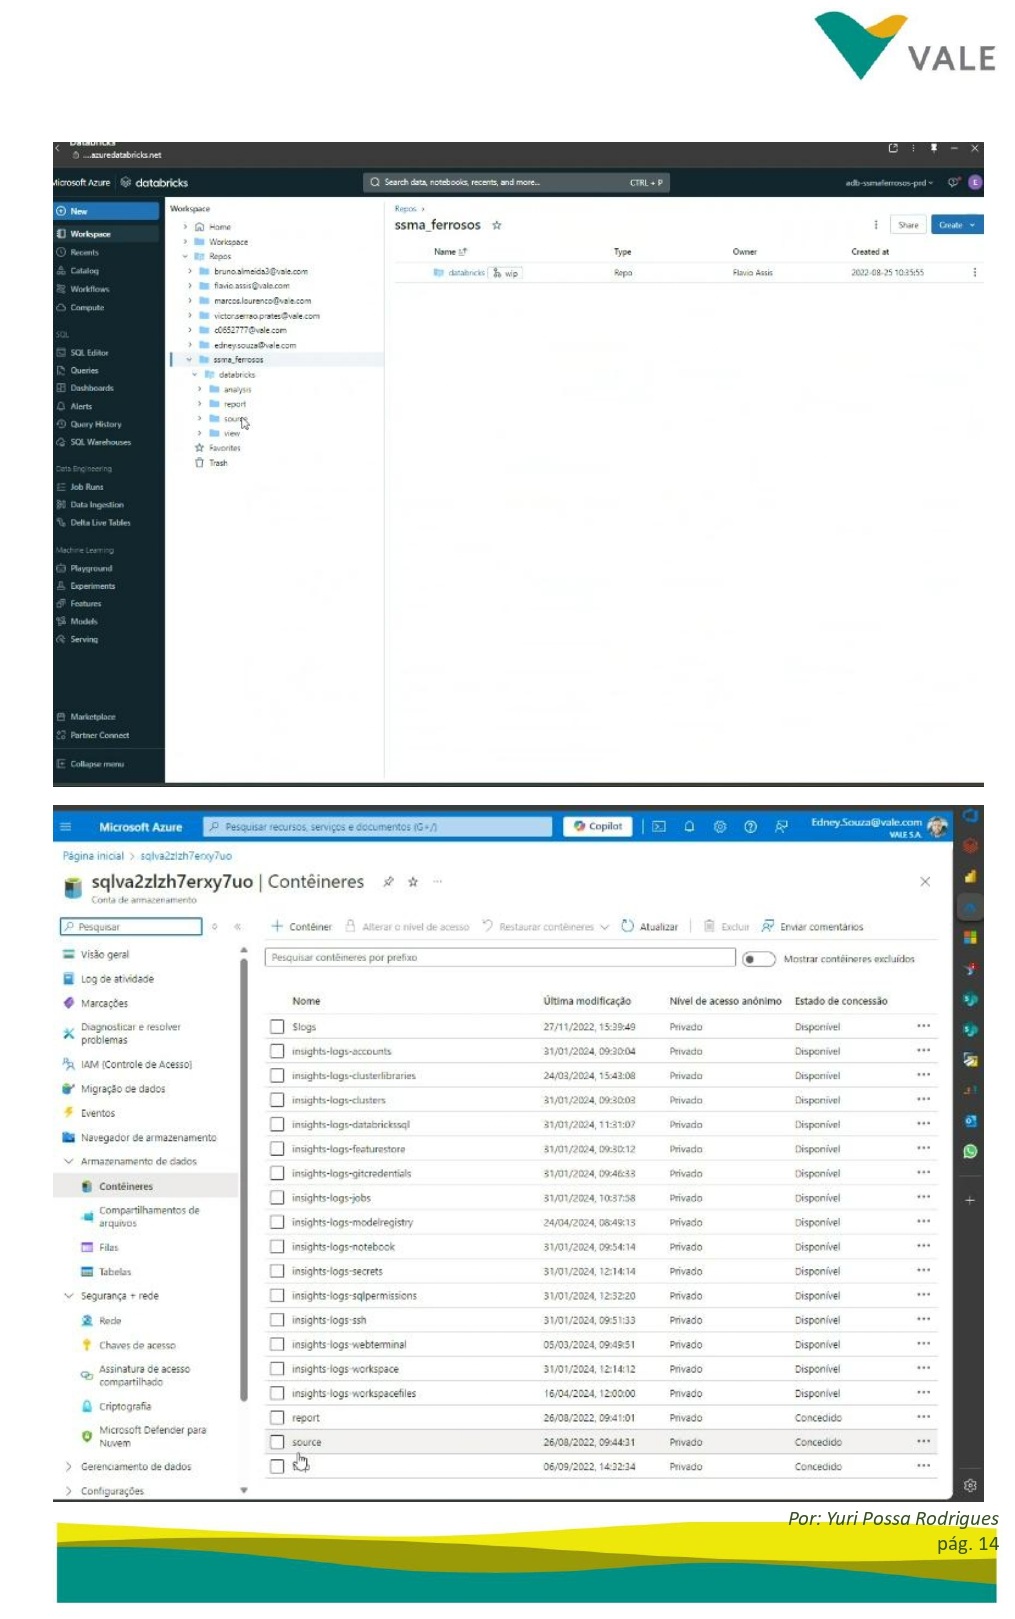 VALE
Databricks
...azuredatabricks.net
Microsoft Azure databricks Search data, notebooks, recents, and more... CTRL + P adb-ssmaferrosos-prd E
New
Workspace
Recents
Catalog
Workflows
Compute
SQL
SQL Editor
Queries
Dashboards
Alerts
Query History
SQL Warehouses
Data Engineering
Job Runs
Data Ingestion
Delta Live Tables
Machine Learning
Playground
Experiments
Features
Models
Serving
Marketplace
Partner Connect
Collapse menu
Workspace
Home
Workspace
Repos
bruno.almeida3@vale.com
flavio.assis@vale.com
marcos.lourenco@vale.com
victor.serrao.prates@vale.com
c0652777@vale.com
edney.souza@vale.com
ssma_ferrosos
databricks
analysis
report
source
view
Favorites
Trash
Repos >
ssma_ferrosos Share Create
Name Type Owner Created at
databricks wip Repo Flavio Assis 2022-08-25 10:35:55
Microsoft Azure Pesquisar recursos, serviços e documentos (G+/) Copilot Edney.Souza@vale.com
VALE S.A.
Página inicial > sqlva2zlzh7erxy7uo
sqlva2zlzh7erxy7uo | Contêineres
Conta de armazenamento
Pesquisar
Visão geral
Log de atividade
Marcações
Diagnosticar e resolver
problemas
IAM (Controle de Acesso)
Migração de dados
Eventos
Navegador de armazenamento
Armazenamento de dados
Contêineres
Compartilhamentos de
arquivos
Filas
Tabelas
Segurança + rede
Rede
Chaves de acesso
Assinatura de acesso
compartilhado
Criptografia
Microsoft Defender para
Nuvem
Gerenciamento de dados
Configurações
+ Contêiner Alterar o nível de acesso Restaurar contêineres Atualizar Excluir Enviar comentários
Pesquisar contêineres por prefixo Mostrar contêineres excluídos
Nome Última modificação Nível de acesso anônimo Estado de concessão
$logs 27/11/2022, 15:39:49 Privado Disponível
insights-logs-accounts 31/01/2024, 09:30:04 Privado Disponível
insights-logs-clusterlibraries 24/03/2024, 15:43:08 Privado Disponível
insights-logs-clusters 31/01/2024, 09:30:03 Privado Disponível
insights-logs-databrickssql 31/01/2024, 11:31:07 Privado Disponível
insights-logs-featurestore 31/01/2024, 09:30:12 Privado Disponível
insights-logs-gitcredentials 31/01/2024, 09:46:33 Privado Disponível
insights-logs-jobs 31/01/2024, 10:37:58 Privado Disponível
insights-logs-modelregistry 24/04/2024, 08:49:13 Privado Disponível
insights-logs-notebook 31/01/2024, 09:54:14 Privado Disponível
insights-logs-secrets 31/01/2024, 12:14:14 Privado Disponível
insights-logs-sqlpermissions 31/01/2024, 12:32:20 Privado Disponível
insights-logs-ssh 31/01/2024, 09:51:33 Privado Disponível
insights-logs-webterminal 05/03/2024, 09:49:51 Privado Disponível
insights-logs-workspace 31/01/2024, 12:14:12 Privado Disponível
insights-logs-workspacefiles 16/04/2024, 12:00:00 Privado Disponível
report 26/08/2022, 09:41:01 Privado Concedido
source 26/08/2022, 09:44:31 Privado Concedido
06/09/2022, 14:32:34 Privado Concedido
Por: Yuri Possa Rodrigues
pág. 14